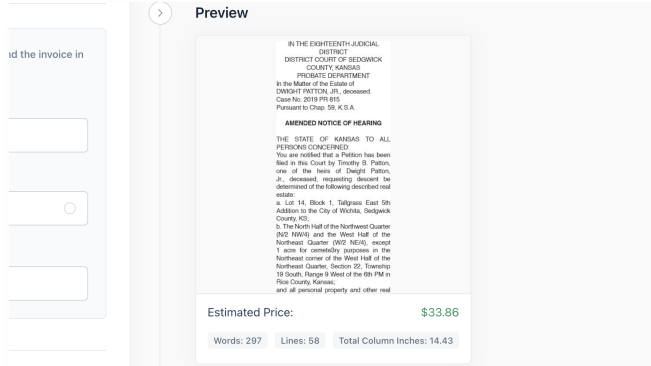 Preview
nd the invoice in
IN THE EIGHTEENTH JUDICIAL
DISTRICT
DISTRICT COURT OF SEDGWICK
COUNTY, KANSAS
PROBATE DEPARTMENT
In the Matter of the Estate of
DWIGHT PATTON, JR., deceased.
Case No. 2019 PR 815
Pursuant to Chap. 59, K.S.A.
AMENDED NOTICE OF HEARING
THE STATE OF KANSAS TO ALL
PERSONS CONCERNED:
You are notified that a Petition has been
filed in this Court by Timothy B. Patton,
one of the heirs of Dwight Patton,
Jr., deceased, requesting descent be
determined of the following described real
estate:
a. Lot 14, Block 1, Tallgrass East 5th
Addition to the City of Wichita, Sedgwick
County, KS;
b. The North Half of the Northwest Quarter
(N/2 NW/4) and the West Half of the
Northeast Quarter (W/2 NE/4), except
1 acre for cemete3ry purposes in the
Northeast corner of the West Half of the
Northeast Quarter, Section 22, Township
19 South, Range 9 West of the 6th PM in
Rice County, Kansas;
and all personal property and other real
Estimated Price: $33.86
Words: 297 Lines: 58 Total Column Inches: 14.43